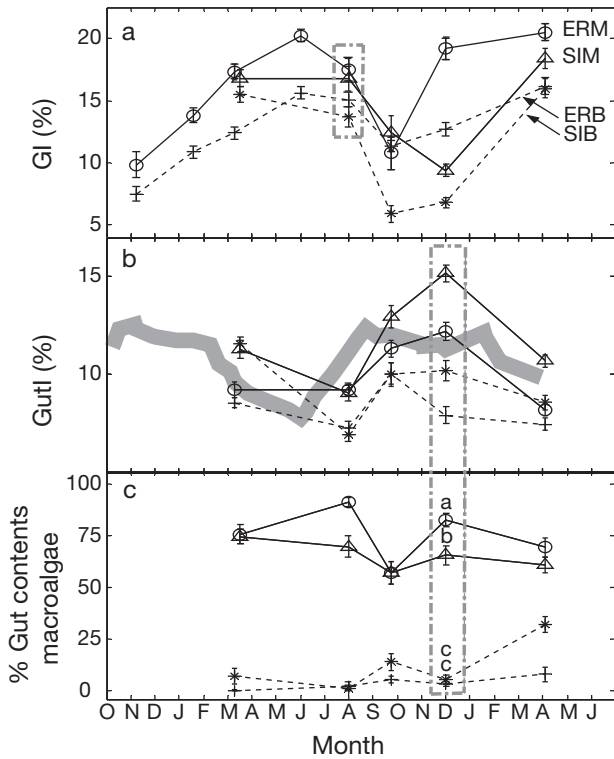 a
20
15
10
5
GI (%)
ERM
SIM
ERB
SIB
b
15
10
GutI (%)
c
100
75
50
25
0
% Gut contents
macroalgae
a
b
c
c
O N D J F M A M J J A S O N D J F M A M J
Month